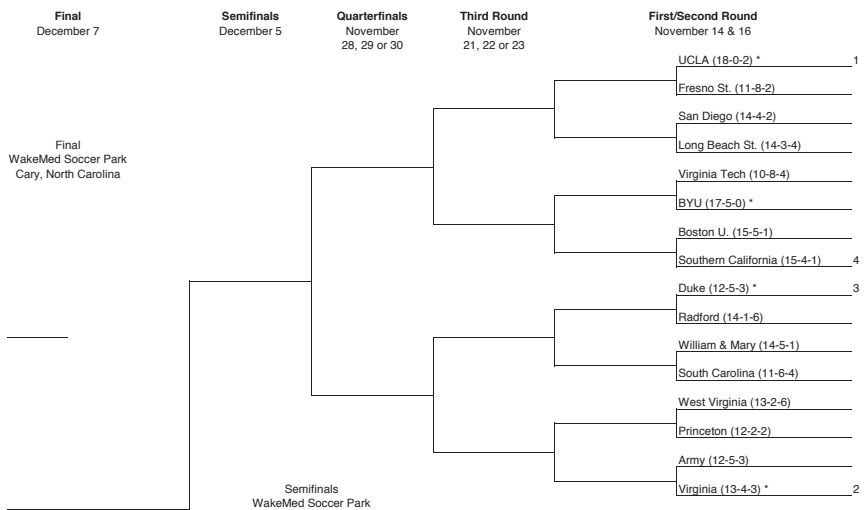 Final
December 7
Semifinals
December 5
Quarterfinals
November
28, 29 or 30
Third Round
November
21, 22 or 23
First/Second Round
November 14 & 16
UCLA (18-0-2) * 1
Fresno St. (11-8-2)
San Diego (14-4-2)
Long Beach St. (14-3-4)
Virginia Tech (10-8-4)
BYU (17-5-0) *
Boston U. (15-5-1)
Southern California (15-4-1) 4
Duke (12-5-3) * 3
Radford (14-1-6)
William & Mary (14-5-1)
South Carolina (11-6-4)
West Virginia (13-2-6)
Princeton (12-2-2)
Army (12-5-3)
Virginia (13-4-3) * 2
Final
WakeMed Soccer Park
Cary, North Carolina
Semifinals
WakeMed Soccer Park